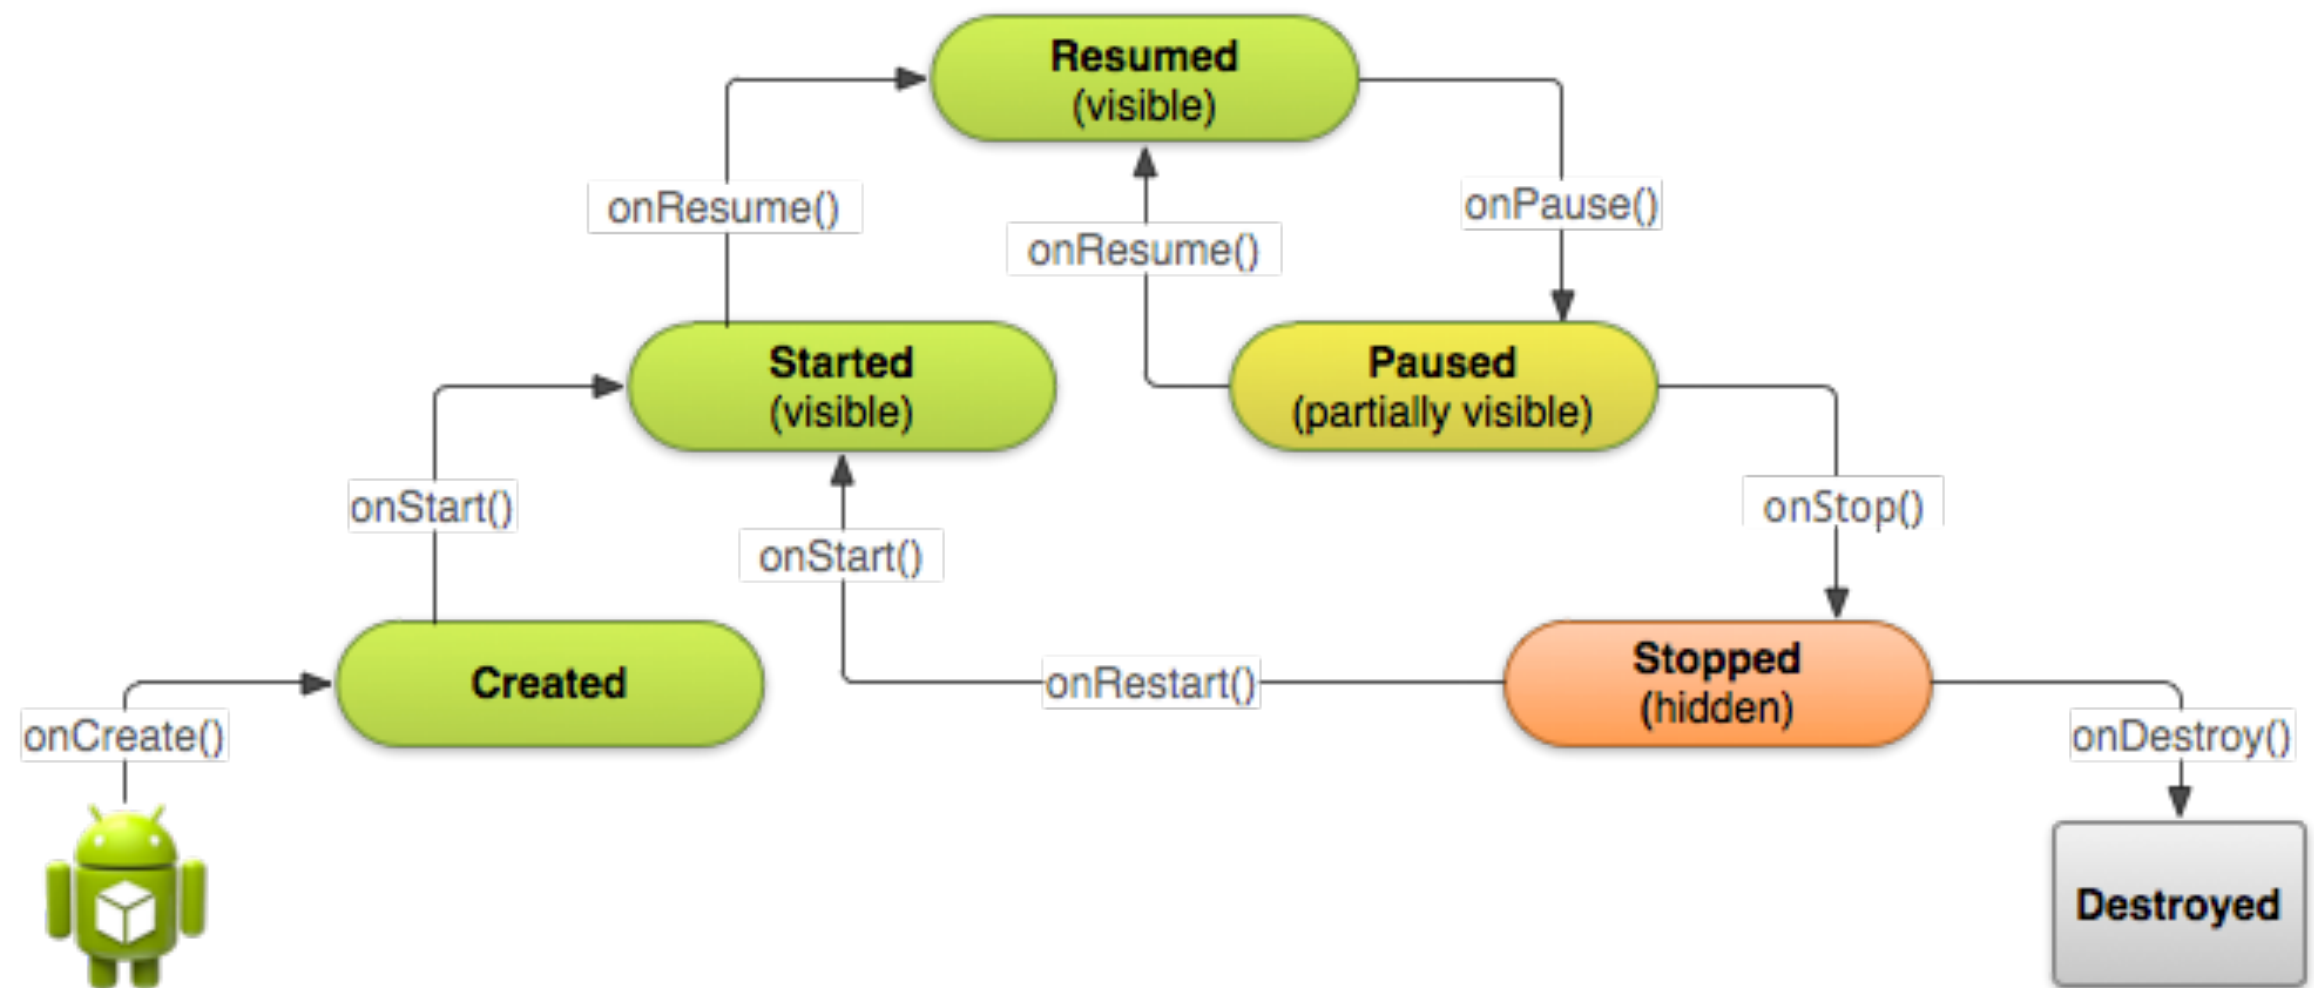 Resumed
(visible)
onResume()
onPause()
onResume()
Started
(visible)
Paused
(partially visible)
onStart()
onStop()
onStart()
Created
onRestart()
Stopped
(hidden)
onCreate()
onDestroy()
Destroyed